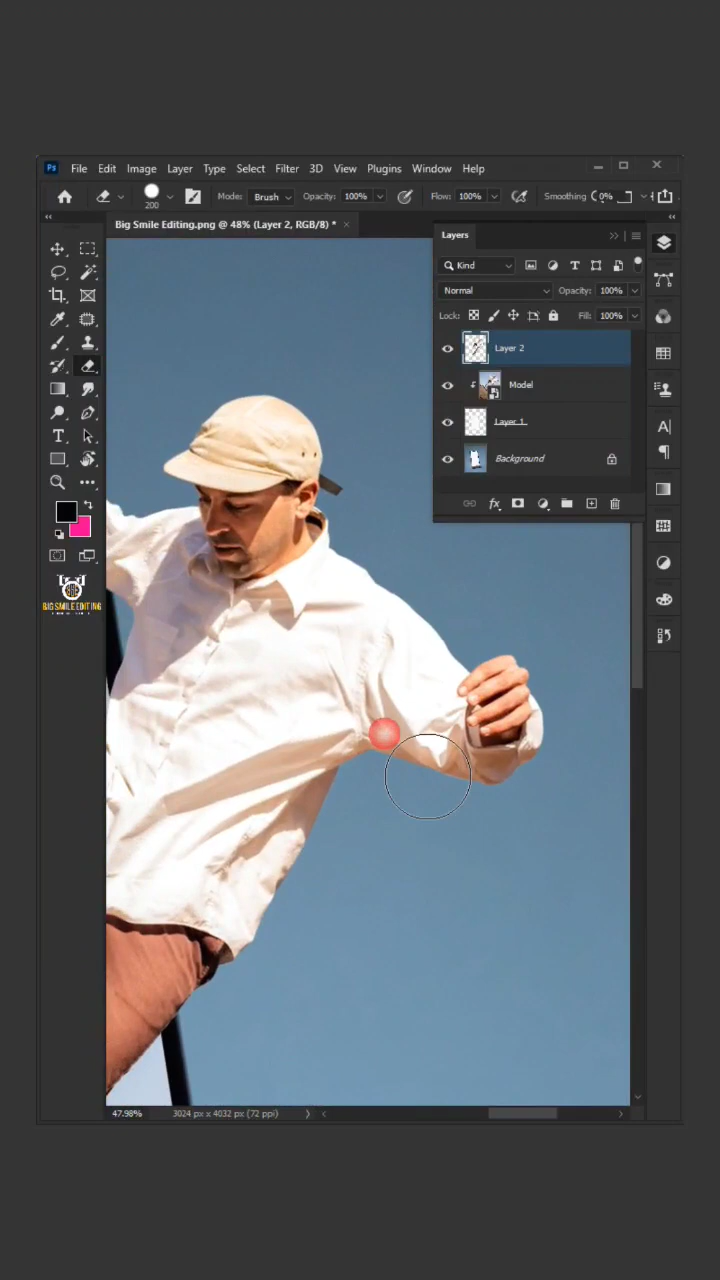 Ps File Edit Image Layer Type Select Filter 3D View Plugins Window Help
200 Mode: Brush Opacity: 100% Flow: 100% Smoothing 0%
Big Smile Editing.png @ 48% (Layer 2, RGB/8) *
Layers
Kind
Normal Opacity: 100%
Lock: Fill: 100%
Layer 2
Model
Layer 1
Background
fx
BIG SMILE EDITING
47.98% 3024 px x 4032 px (72 ppi)